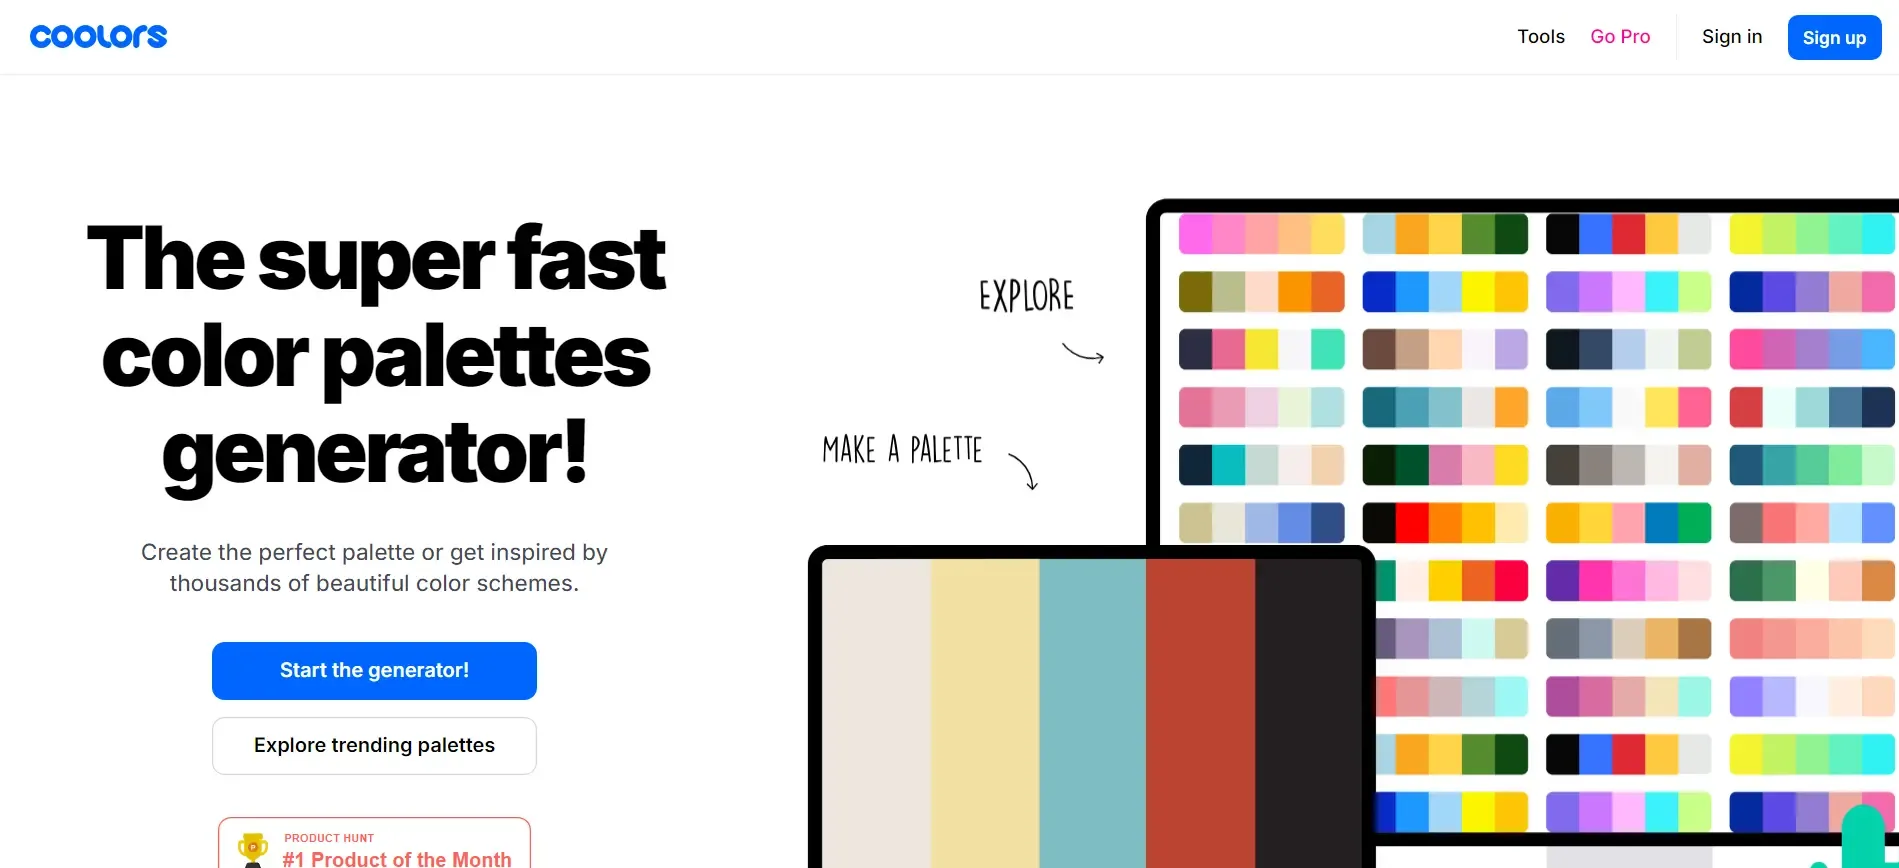 coolors
Tools
Go Pro
Sign in
Sign up
The super fast
color palettes
generator!
Create the perfect palette or get inspired by
thousands of beautiful color schemes.
Start the generator!
Explore trending palettes
PRODUCT HUNT
#1 Product of the Month
EXPLORE
MAKE A PALETTE